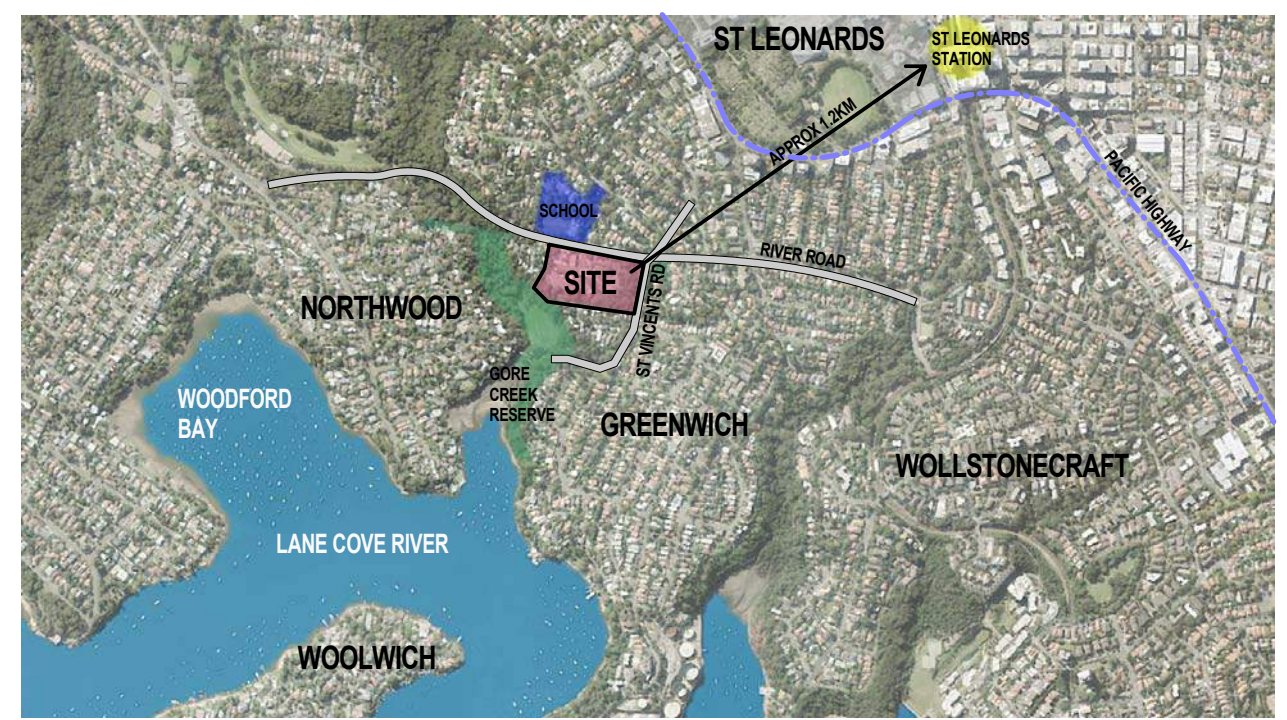 ST LEONARDS
ST LEONARDS
STATION
APPROX 1.2KM
PACIFIC HIGHWAY
SCHOOL
RIVER ROAD
SITE
ST VINCENTS RD
NORTHWOOD
GORE
CREEK
RESERVE
WOODFORD
BAY
GREENWICH
WOLLSTONECRAFT
LANE COVE RIVER
WOOLWICH